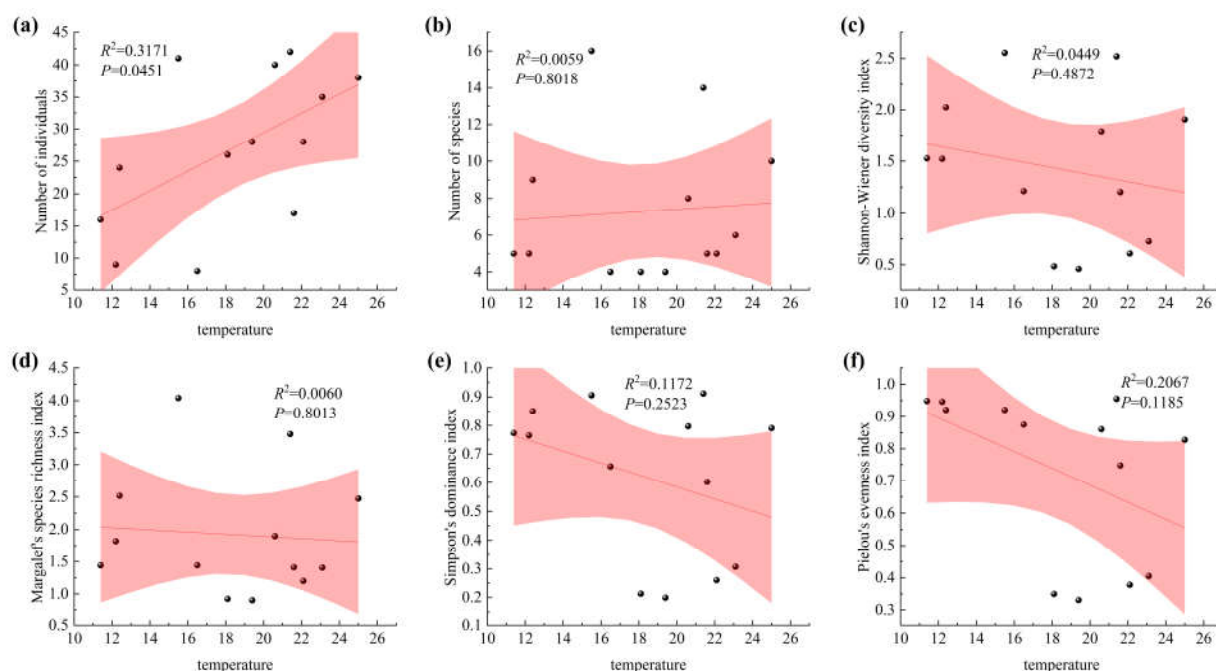 (a)
R²=0.3171
P=0.0451
Number of individuals
45
40
35
30
25
20
15
10
5
10 12 14 16 18 20 22 24 26
temperature
(b)
R²=0.0059
P=0.8018
Number of species
16
14
12
10
8
6
4
10 12 14 16 18 20 22 24 26
temperature
(c)
R²=0.0449
P=0.4872
Shannon-Wiener diversity index
2.5
2.0
1.5
1.0
0.5
10 12 14 16 18 20 22 24 26
temperature
(d)
R²=0.0060
P=0.8013
Margalef's species richness index
4.5
4.0
3.5
3.0
2.5
2.0
1.5
1.0
0.5
10 12 14 16 18 20 22 24 26
temperature
(e)
R²=0.1172
P=0.2523
Simpson's dominance index
1.0
0.9
0.8
0.7
0.6
0.5
0.4
0.3
0.2
0.1
10 12 14 16 18 20 22 24 26
temperature
(f)
R²=0.2067
P=0.1185
Pielou's evenness index
1.0
0.9
0.8
0.7
0.6
0.5
0.4
0.3
10 12 14 16 18 20 22 24 26
temperature